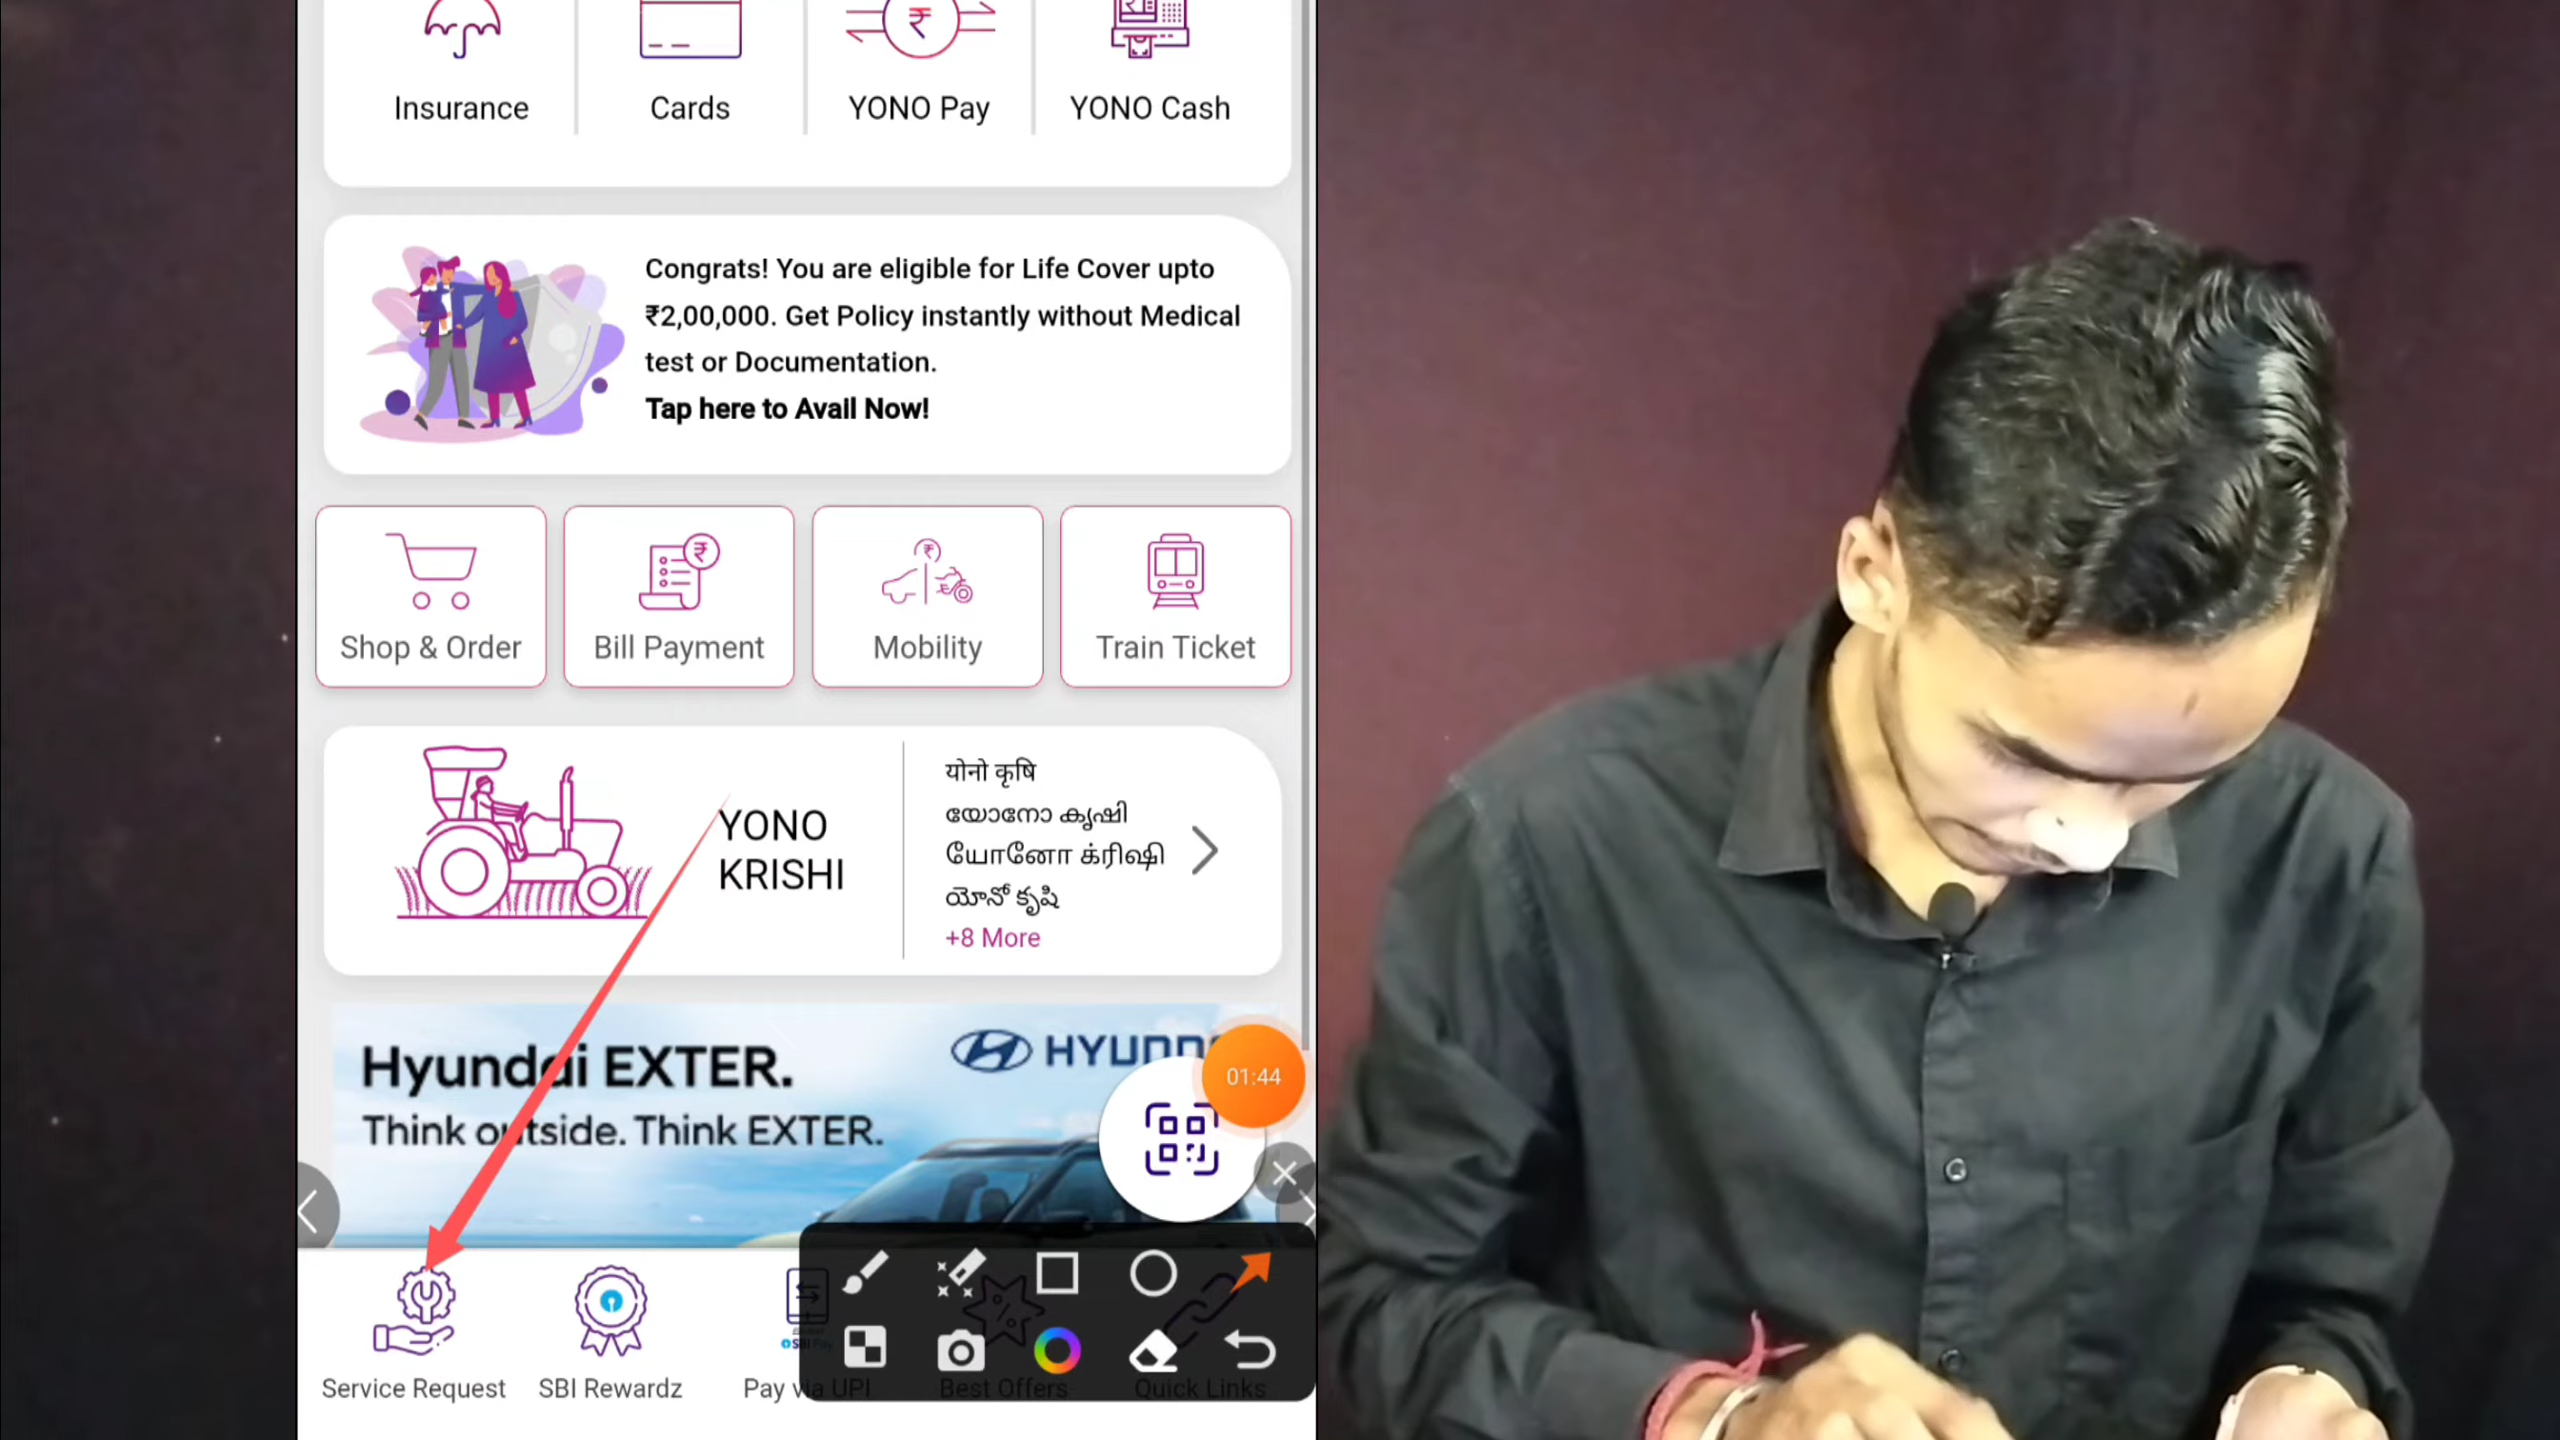 Insurance
Cards
YONO Pay
YONO Cash
Congrats! You are eligible for Life Cover upto
₹2,00,000. Get Policy instantly without Medical
test or Documentation.
Tap here to Avail Now!
Shop & Order
Bill Payment
Mobility
Train Ticket
YONO
KRISHI
योनो कृषि
യോനോ കൃഷി
யோனோ க்ரிஷி
యోనో కృషి
+8 More
Hyundai EXTER.
Think outside. Think EXTER.
01:44
Service Request
SBI Rewardz
Pay via UPI
Best Offers
Quick Links